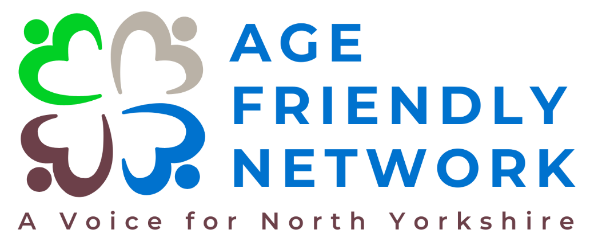 AGE
FRIENDLY
NETWORK
A Voice for North Yorkshire